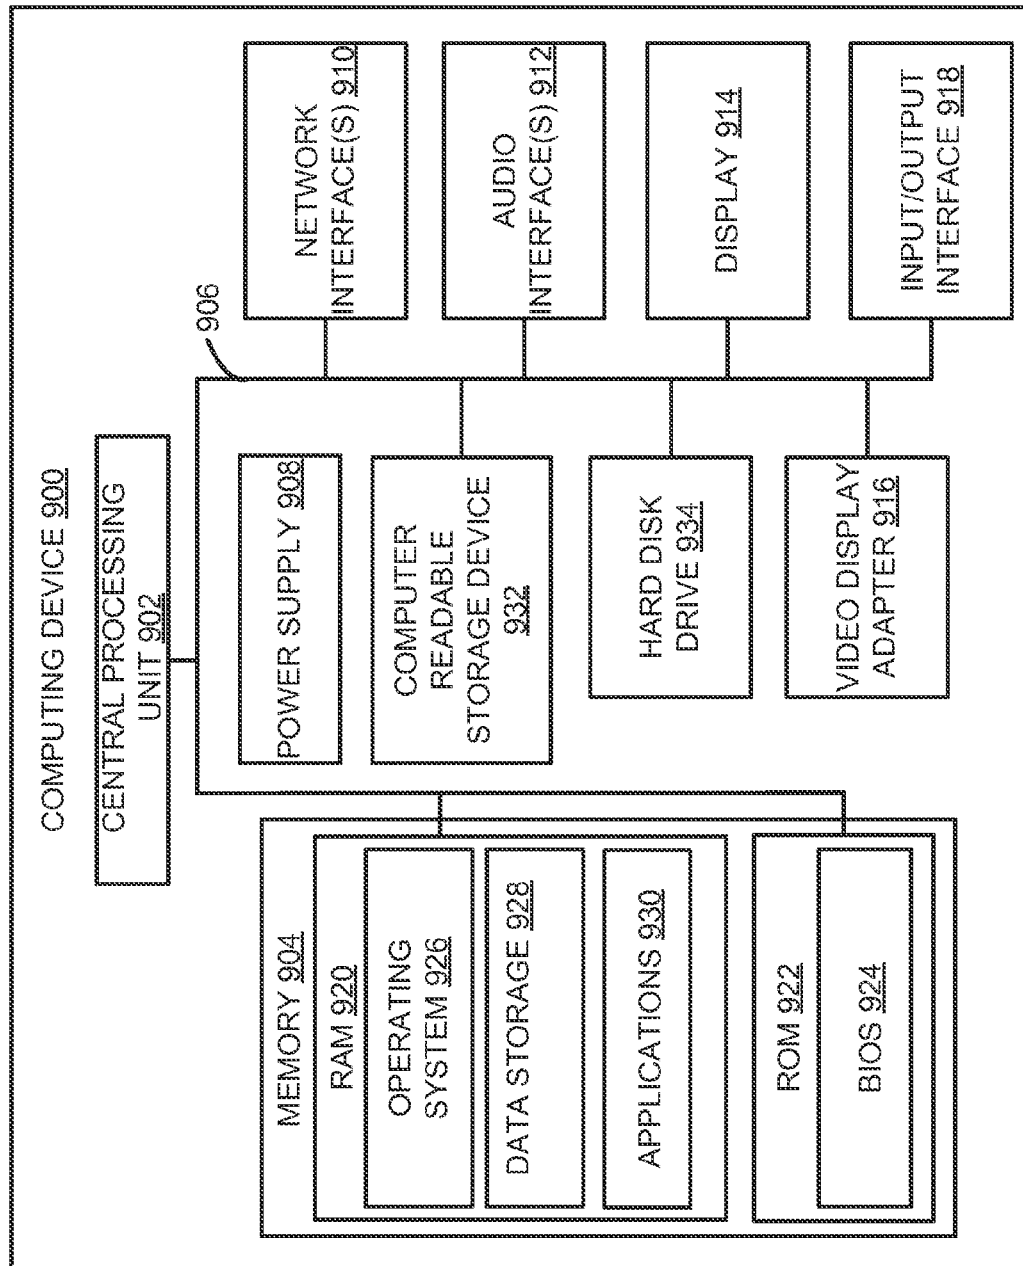 COMPUTING DEVICE 900
CENTRAL PROCESSING
UNIT 902
906
MEMORY 904
RAM 920
OPERATING
SYSTEM 926
DATA STORAGE 928
APPLICATIONS 930
ROM 922
BIOS 924
POWER SUPPLY 908
COMPUTER
READABLE
STORAGE DEVICE
932
HARD DISK
DRIVE 934
VIDEO DISPLAY
ADAPTER 916
NETWORK
INTERFACE(S) 910
AUDIO
INTERFACE(S) 912
DISPLAY 914
INPUT/OUTPUT
INTERFACE 918